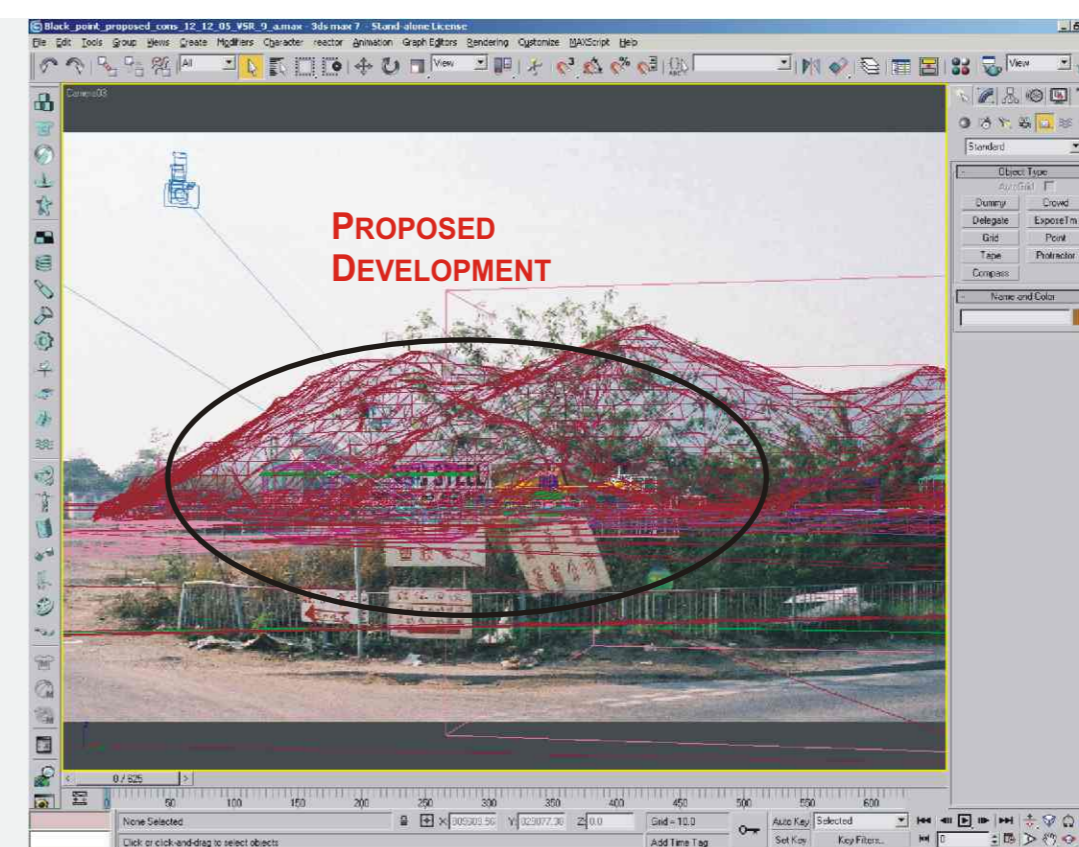 Black_point_proposed_cons_12_12_05_VSR_9_a.max - 3ds max 7 - Stand-alone License
File Edit Tools Group Views Create Modifiers Character reactor Animation Graph Editors Rendering Customize MAXScript Help
All View View
Camera03
Standard
PROPOSED
DEVELOPMENT
- Object Type
AutoGrid
Dummy Crowd
Delegate ExposeTm
Grid Point
Tape Protractor
Compass
- Name and Color
< 0 / 625 >
0 50 100 150 200 250 300 350 400 450 500 550 600
None Selected X Y Z 0.0 Grid = 10.0 Auto Key Selected
Click or click-and-drag to select objects Add Time Tag Set Key Key Filters... 0